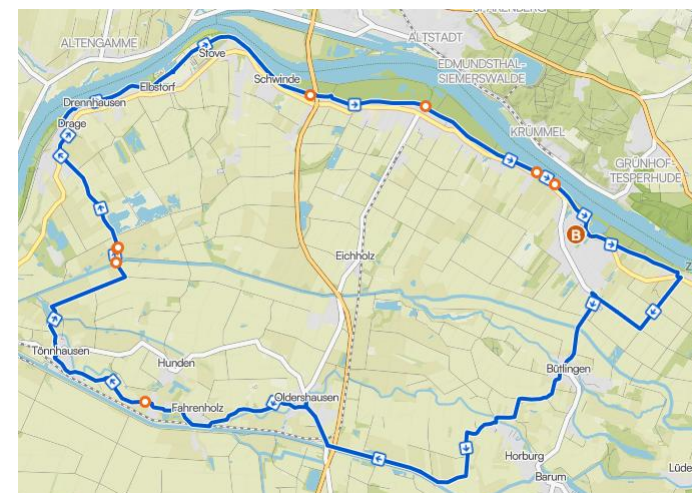 ALTENGAMME
ALTSTADT
EDMUNDSTHAL-
SIEMERSWALDE
Stove
Schwinde
Elbstorf
Drennhausen
Drage
KRÜMMEL
GRÜNHOF-
TESPERHUDE
B
Eichholz
Tönnhausen
Hunden
Bütlingen
Oldershausen
Fahrenholz
Horburg
Barum